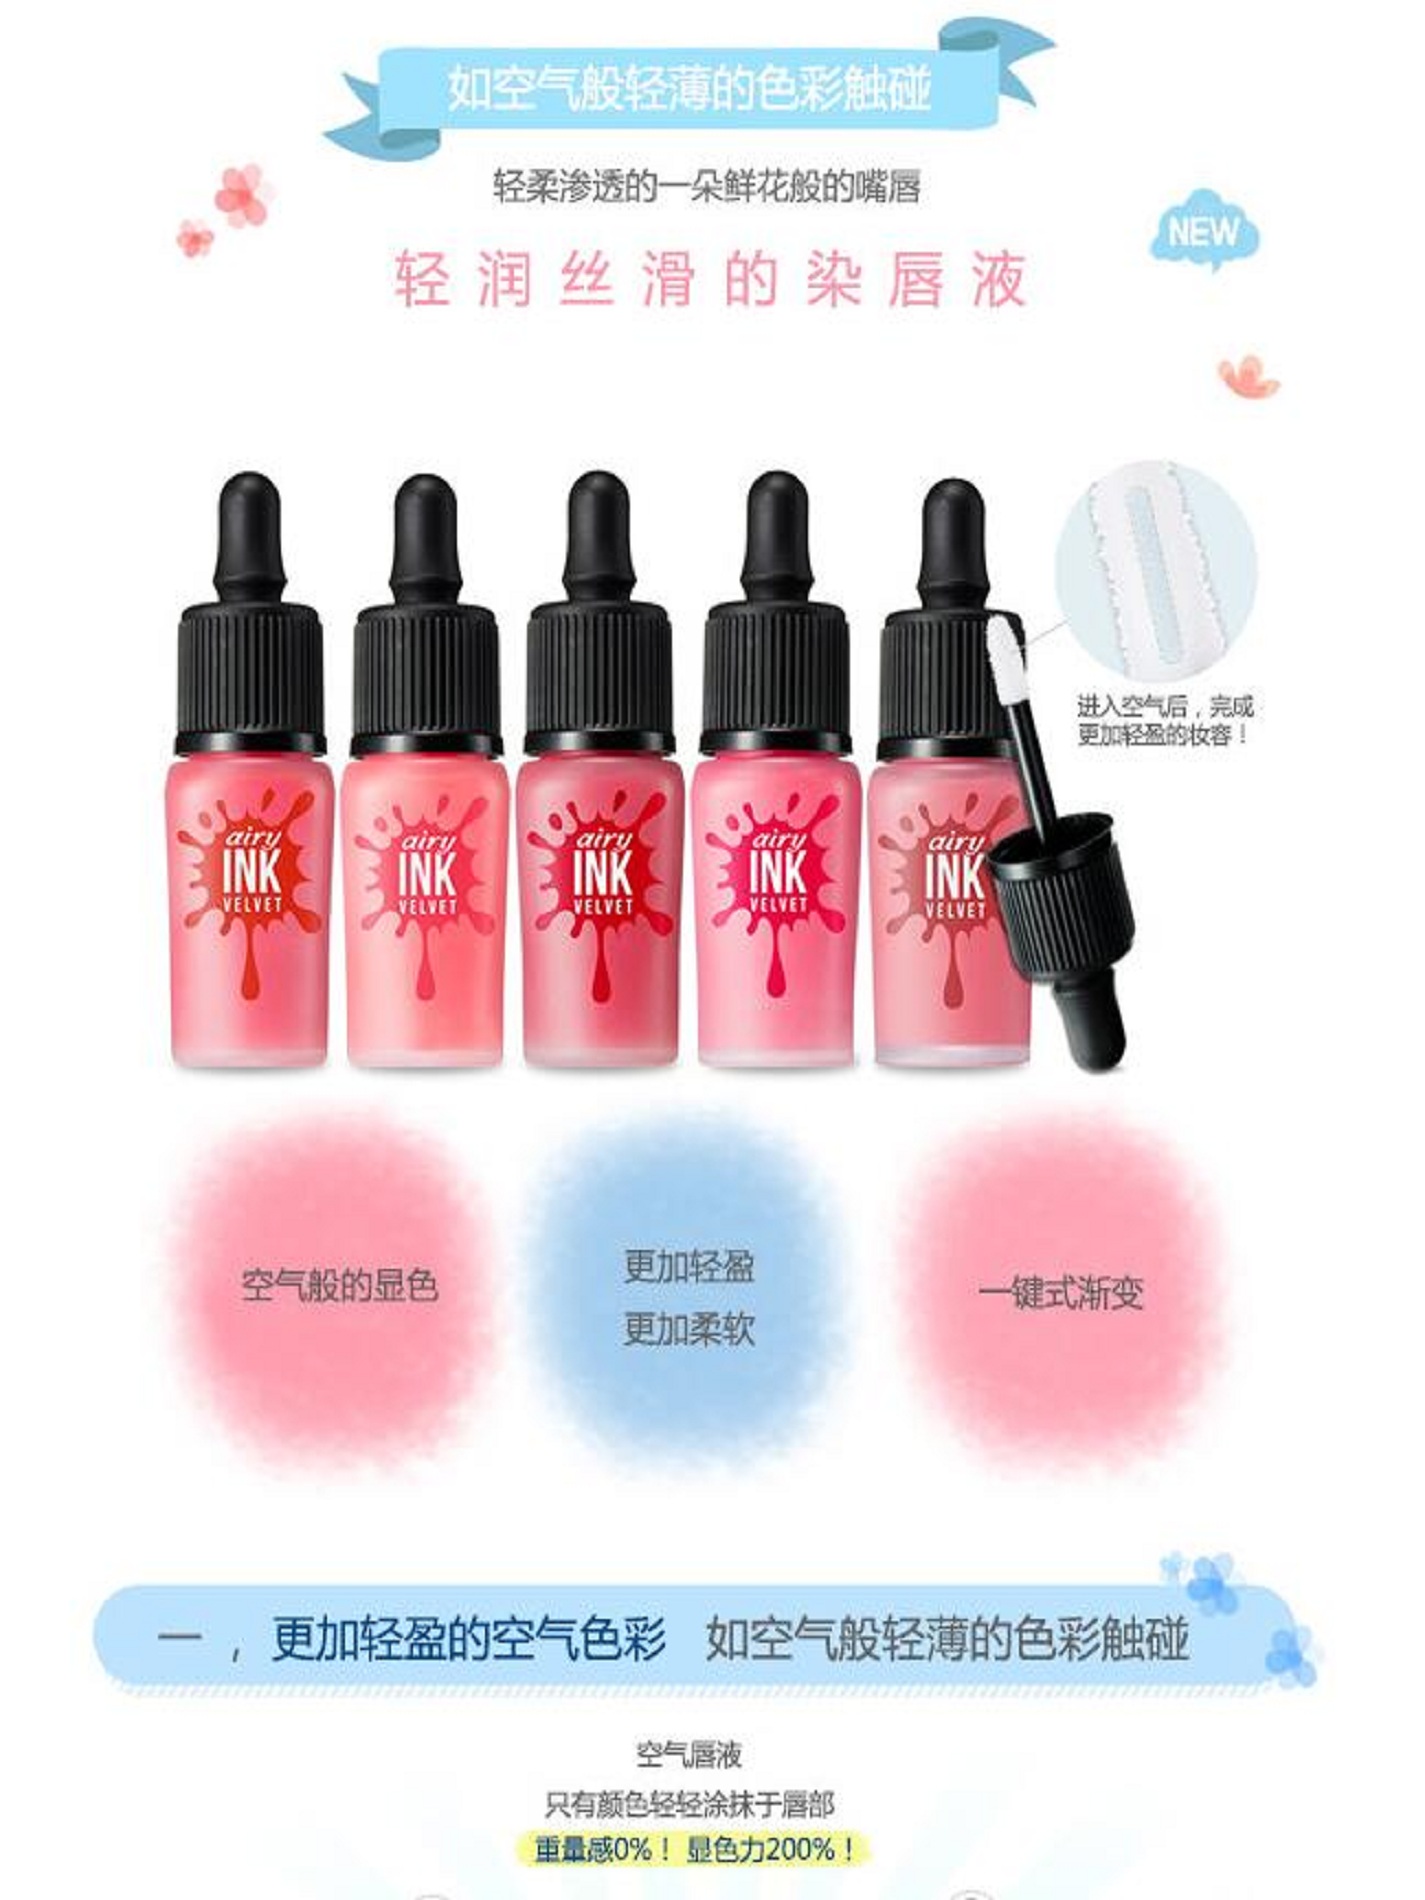 如空气般轻薄的色彩触碰
轻柔渗透的一朵鲜花般的嘴唇
NEW
轻润丝滑的染唇液
进入空气后，完成
更加轻盈的妆容！
airy
INK
VELVET
airy
INK
VELVET
airy
INK
VELVET
airy
INK
VELVET
airy
INK
VELVET
空气般的显色
更加轻盈
更加柔软
一键式渐变
一，更加轻盈的空气色彩 如空气般轻薄的色彩触碰
空气唇液
只有颜色轻轻涂抹于唇部
重量感0%！ 显色力200%！